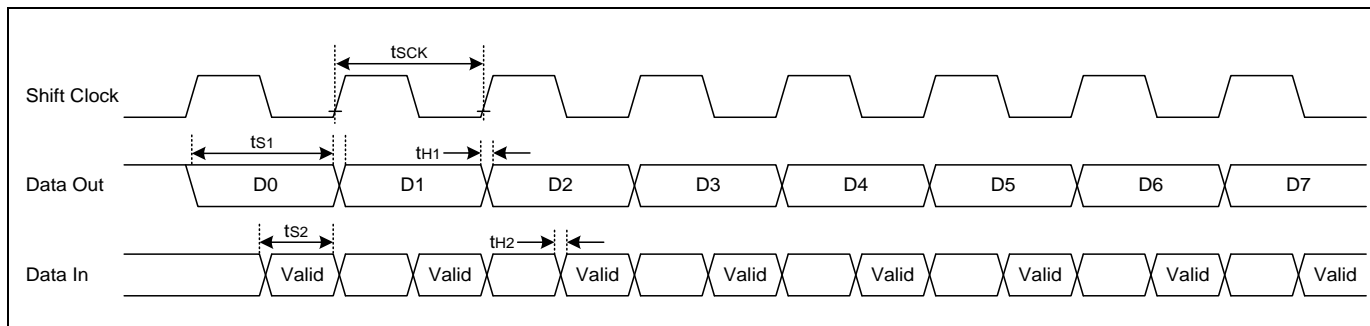 tSCK
Shift Clock
tS1
tH1
Data Out D0 D1 D2 D3 D4 D5 D6 D7
tS2
tH2
Data In Valid Valid Valid Valid Valid Valid Valid Valid